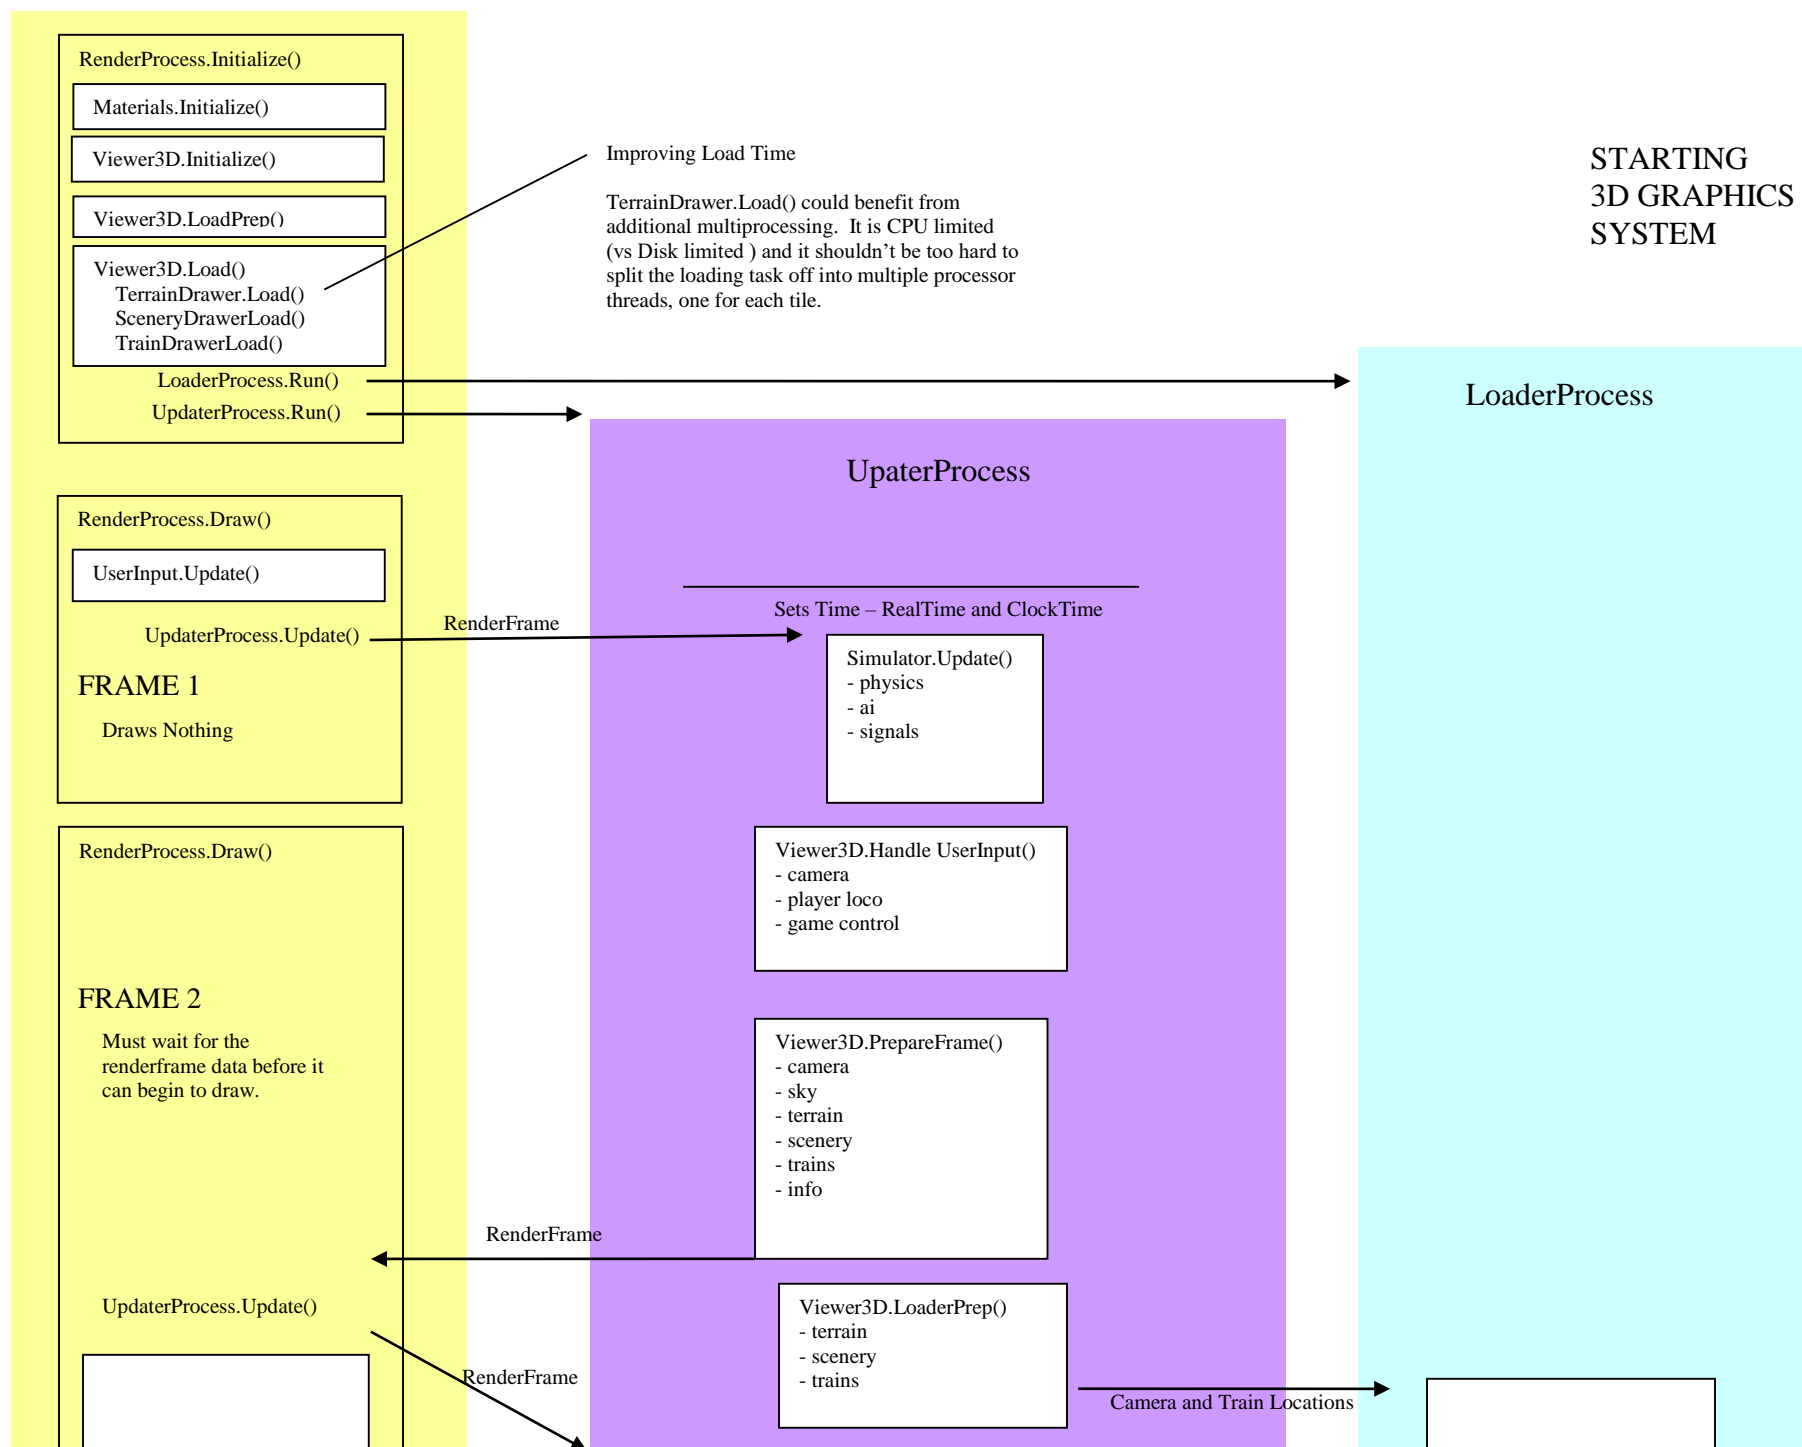 RenderProcess.Initialize()
Materials.Initialize()
Viewer3D.Initialize()
Viewer3D.LoadPrep()
Viewer3D.Load()
TerrainDrawer.Load()
SceneryDrawerLoad()
TrainDrawerLoad()
LoaderProcess.Run()
UpdaterProcess.Run()
Improving Load Time
TerrainDrawer.Load() could benefit from
additional multiprocessing.  It is CPU limited
(vs Disk limited ) and it shouldn’t be too hard to
split the loading task off into multiple processor
threads, one for each tile.
STARTING
3D GRAPHICS
SYSTEM
LoaderProcess
UpaterProcess
RenderProcess.Draw()
UserInput.Update()
UpdaterProcess.Update()
RenderFrame
FRAME 1
Draws Nothing
Sets Time – RealTime and ClockTime
Simulator.Update()
- physics
- ai
- signals
Viewer3D.Handle UserInput()
- camera
- player loco
- game control
RenderProcess.Draw()
FRAME 2
Must wait for the
renderframe data before it
can begin to draw.
Viewer3D.PrepareFrame()
- camera
- sky
- terrain
- scenery
- trains
- info
RenderFrame
UpdaterProcess.Update()
RenderFrame
Viewer3D.LoaderPrep()
- terrain
- scenery
- trains
Camera and Train Locations